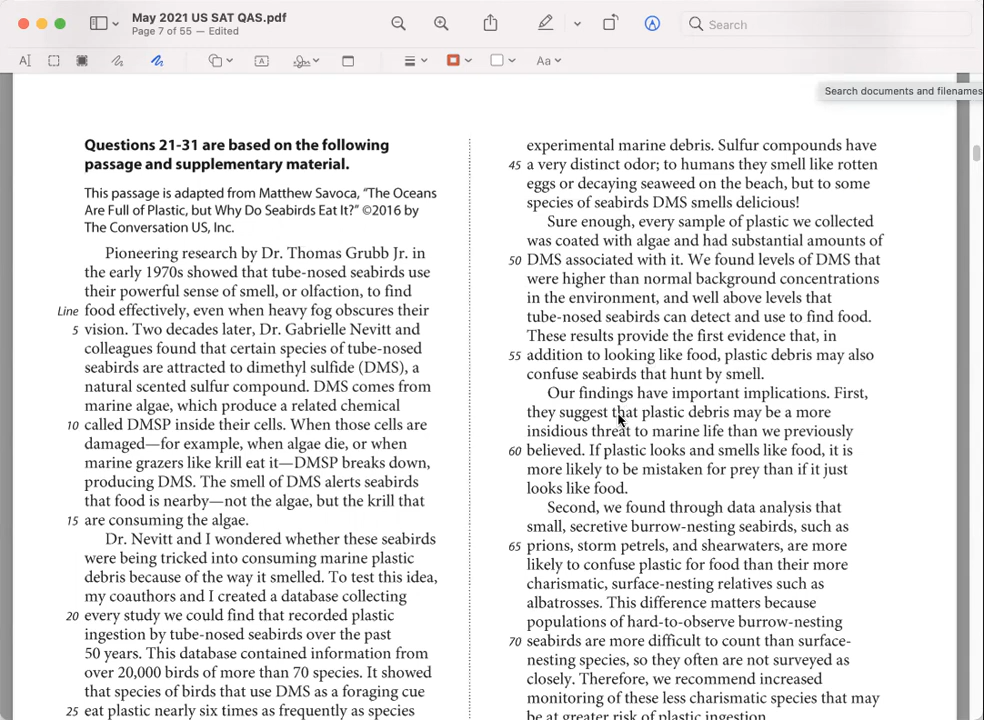 May 2021 US SAT QAS.pdf
Page 7 of 55 — Edited
Search
Aa
Search documents and filenames
Questions 21-31 are based on the following
passage and supplementary material.
This passage is adapted from Matthew Savoca, “The Oceans
Are Full of Plastic, but Why Do Seabirds Eat It?” ©2016 by
The Conversation US, Inc.
Pioneering research by Dr. Thomas Grubb Jr. in
the early 1970s showed that tube-nosed seabirds use
their powerful sense of smell, or olfaction, to find
Line food effectively, even when heavy fog obscures their
5 vision. Two decades later, Dr. Gabrielle Nevitt and
colleagues found that certain species of tube-nosed
seabirds are attracted to dimethyl sulfide (DMS), a
natural scented sulfur compound. DMS comes from
marine algae, which produce a related chemical
10 called DMSP inside their cells. When those cells are
damaged—for example, when algae die, or when
marine grazers like krill eat it—DMSP breaks down,
producing DMS. The smell of DMS alerts seabirds
that food is nearby—not the algae, but the krill that
15 are consuming the algae.
Dr. Nevitt and I wondered whether these seabirds
were being tricked into consuming marine plastic
debris because of the way it smelled. To test this idea,
my coauthors and I created a database collecting
20 every study we could find that recorded plastic
ingestion by tube-nosed seabirds over the past
50 years. This database contained information from
over 20,000 birds of more than 70 species. It showed
that species of birds that use DMS as a foraging cue
25 eat plastic nearly six times as frequently as species
experimental marine debris. Sulfur compounds have
45 a very distinct odor; to humans they smell like rotten
eggs or decaying seaweed on the beach, but to some
species of seabirds DMS smells delicious!
Sure enough, every sample of plastic we collected
was coated with algae and had substantial amounts of
50 DMS associated with it. We found levels of DMS that
were higher than normal background concentrations
in the environment, and well above levels that
tube-nosed seabirds can detect and use to find food.
These results provide the first evidence that, in
55 addition to looking like food, plastic debris may also
confuse seabirds that hunt by smell.
Our findings have important implications. First,
they suggest that plastic debris may be a more
insidious threat to marine life than we previously
60 believed. If plastic looks and smells like food, it is
more likely to be mistaken for prey than if it just
looks like food.
Second, we found through data analysis that
small, secretive burrow-nesting seabirds, such as
65 prions, storm petrels, and shearwaters, are more
likely to confuse plastic for food than their more
charismatic, surface-nesting relatives such as
albatrosses. This difference matters because
populations of hard-to-observe burrow-nesting
70 seabirds are more difficult to count than surface-
nesting species, so they often are not surveyed as
closely. Therefore, we recommend increased
monitoring of these less charismatic species that may
be at greater risk of plastic ingestion.